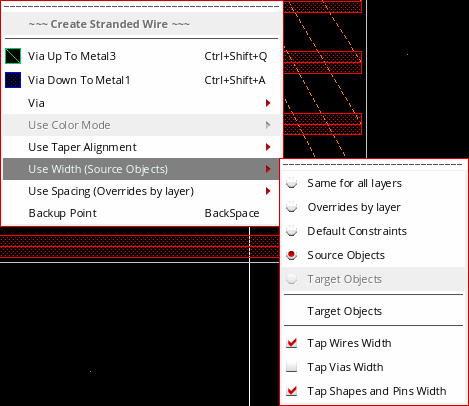 ~~~ Create Stranded Wire ~~~
Via Up To Metal3 Ctrl+Shift+Q
Via Down To Metal1 Ctrl+Shift+A
Via
Use Color Mode
Use Taper Alignment
Use Width (Source Objects)
Use Spacing (Overrides by layer)
Backup Point BackSpace
Same for all layers
Overrides by layer
Default Constraints
Source Objects
Target Objects
Target Objects
Tap Wires Width
Tap Vias Width
Tap Shapes and Pins Width